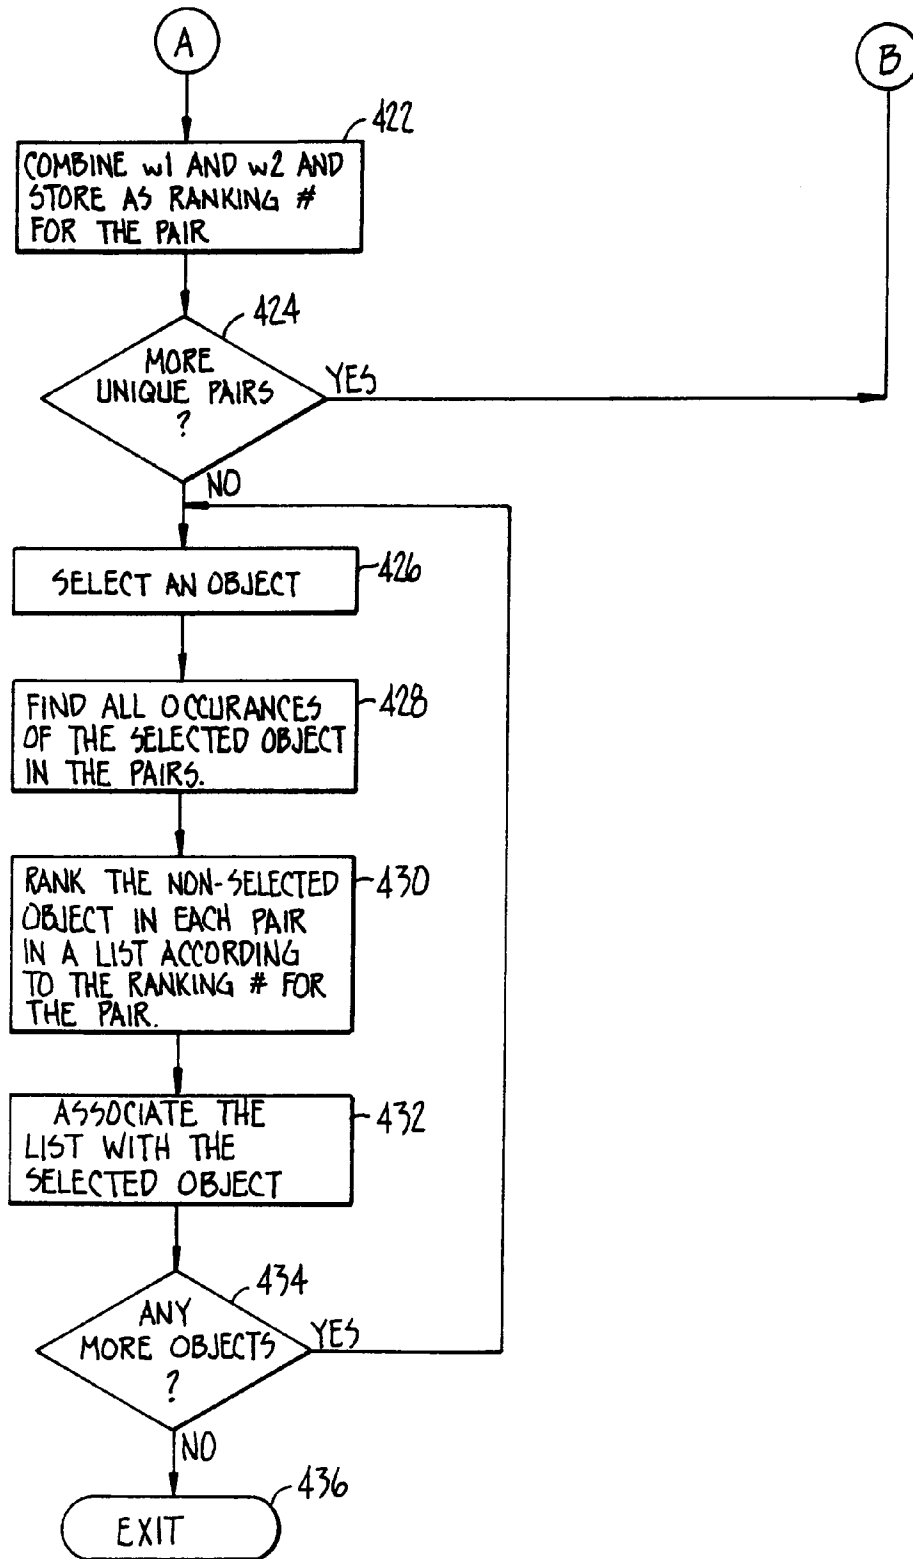 A
B
422
COMBINE w1 AND w2 AND
STORE AS RANKING #
FOR THE PAIR
424
MORE
UNIQUE PAIRS
?
YES
NO
SELECT AN OBJECT
426
FIND ALL OCCURANCES
OF THE SELECTED OBJECT
IN THE PAIRS.
428
RANK THE NON-SELECTED
OBJECT IN EACH PAIR
IN A LIST ACCORDING
TO THE RANKING # FOR
THE PAIR.
430
ASSOCIATE THE
LIST WITH THE
SELECTED OBJECT
432
434
ANY
MORE OBJECTS
?
YES
NO
436
EXIT